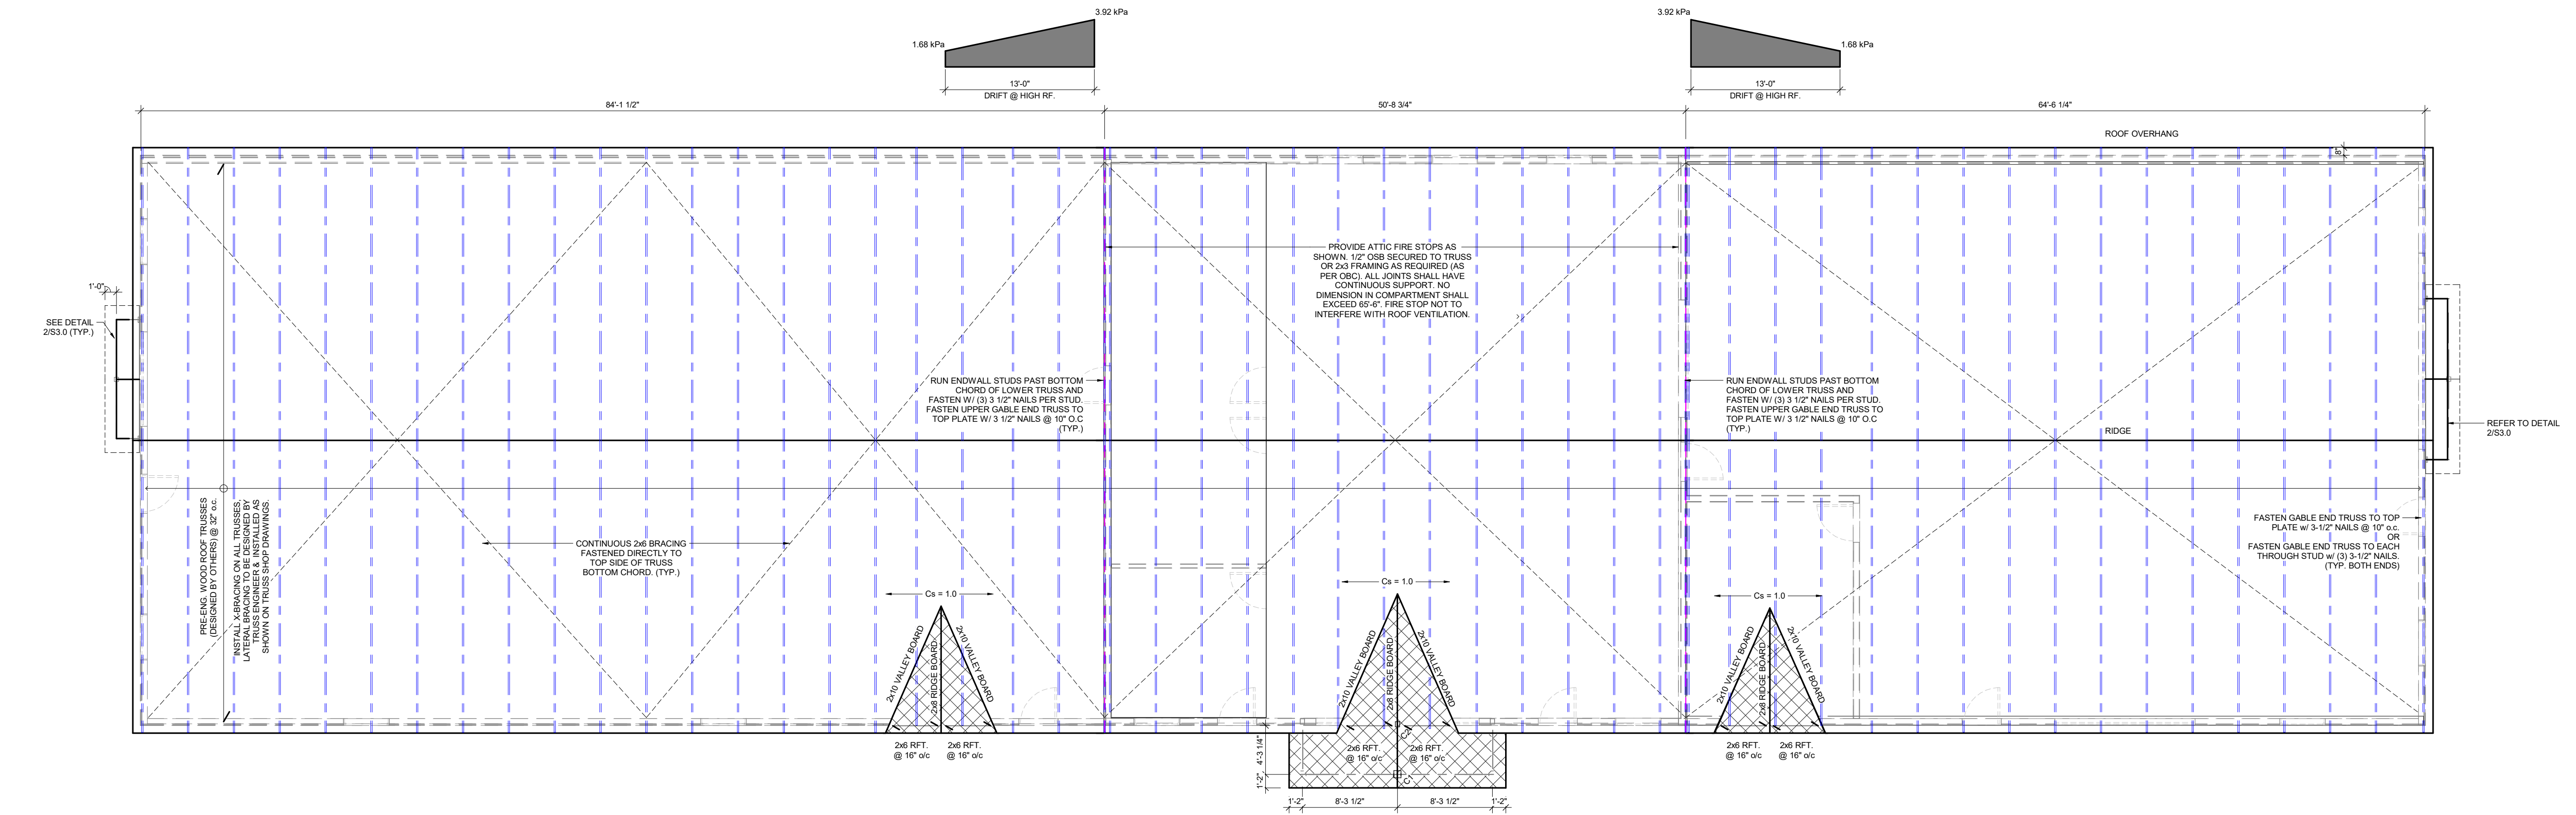 3.92 kPa
1.68 kPa
13'-0"
DRIFT @ HIGH RF.
3.92 kPa
1.68 kPa
13'-0"
DRIFT @ HIGH RF.
84'-1 1/2"
50'-8 3/4"
64'-6 1/4"
ROOF OVERHANG
8"
1'-0"
SEE DETAIL
2/S3.0 (TYP.)
PROVIDE ATTIC FIRE STOPS AS
SHOWN. 1/2" OSB SECURED TO TRUSS
OR 2x3 FRAMING AS REQUIRED (AS
PER OBC). ALL JOINTS SHALL HAVE
CONTINUOUS SUPPORT. NO
DIMENSION IN COMPARTMENT SHALL
EXCEED 65'-6". FIRE STOP NOT TO
INTERFERE WITH ROOF VENTILATION.
RUN ENDWALL STUDS PAST BOTTOM
CHORD OF LOWER TRUSS AND
FASTEN W/ (3) 3 1/2" NAILS PER STUD.
FASTEN UPPER GABLE END TRUSS TO
TOP PLATE W/ 3 1/2" NAILS @ 10" O.C
(TYP.)
RUN ENDWALL STUDS PAST BOTTOM
CHORD OF LOWER TRUSS AND
FASTEN W/ (3) 3 1/2" NAILS PER STUD.
FASTEN UPPER GABLE END TRUSS TO
TOP PLATE W/ 3 1/2" NAILS @ 10" O.C
(TYP.)
RIDGE
REFER TO DETAIL
2/S3.0
PRE-ENG. WOOD ROOF TRUSSES
(DESIGNED BY OTHERS) @ 32" o.c.
INSTALL X-BRACING ON ALL TRUSSES,
LATERAL BRACING TO BE DESIGNED BY
TRUSS ENGINEER & INSTALLED AS
SHOWN ON TRUSS SHOP DRAWINGS.
CONTINUOUS 2x6 BRACING
FASTENED DIRECTLY TO
TOP SIDE OF TRUSS
BOTTOM CHORD. (TYP.)
FASTEN GABLE END TRUSS TO TOP
PLATE w/ 3-1/2" NAILS @ 10" o.c.
OR
FASTEN GABLE END TRUSS TO EACH
THROUGH STUD w/ (3) 3-1/2" NAILS.
(TYP. BOTH ENDS)
Cs = 1.0
2x10 VALLEY BOARD
2x8 RIDGE BOARD
2x10 VALLEY BOARD
2x6 RFT.
@ 16" o/c
2x6 RFT.
@ 16" o/c
Cs = 1.0
2x10 VALLEY BOARD
2x8 RIDGE BOARD
2x10 VALLEY BOARD
C2
2x6 RFT.
@ 16" o/c
2x6 RFT.
@ 16" o/c
C1
4'-3 1/4"
1'-2"
1'-2"
8'-3 1/2"
8'-3 1/2"
1'-2"
Cs = 1.0
2x10 VALLEY BOARD
2x8 RIDGE BOARD
2x10 VALLEY BOARD
2x6 RFT.
@ 16" o/c
2x6 RFT.
@ 16" o/c